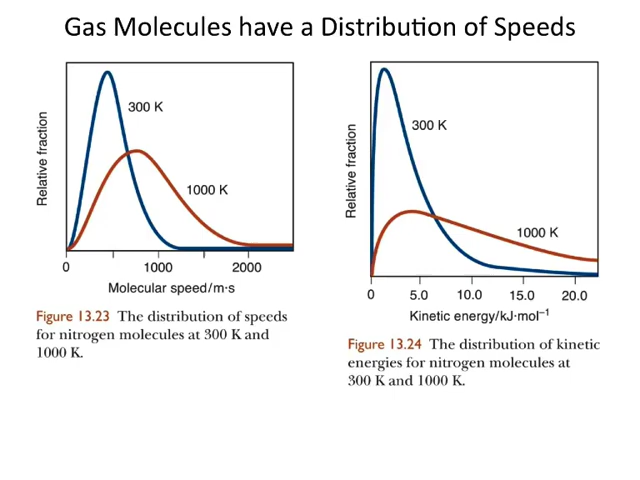 Gas Molecules have a Distribution of Speeds
Relative fraction
300 K
1000 K
0
1000
2000
Molecular speed/m·s
Figure 13.23 The distribution of speeds
for nitrogen molecules at 300 K and
1000 K.
Relative fraction
300 K
1000 K
0
5.0
10.0
15.0
20.0
Kinetic energy/kJ·mol⁻¹
Figure 13.24 The distribution of kinetic
energies for nitrogen molecules at
300 K and 1000 K.